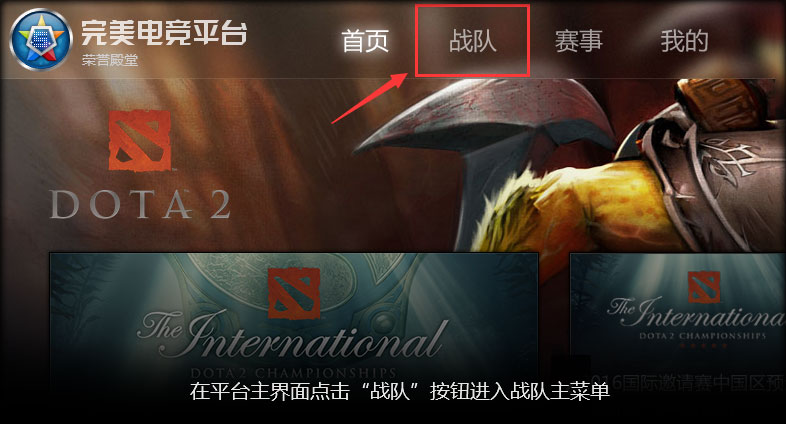 完美电竞平台
荣誉殿堂
首页 战队 赛事 我的
DOTA 2
The International
DOTA 2 CHAMPIONSHIPS
The Internationa
DOTA 2 CHAMPIONSHIPS
016国际邀请赛中国区预
在平台主界面点击“战队”按钮进入战队主菜单